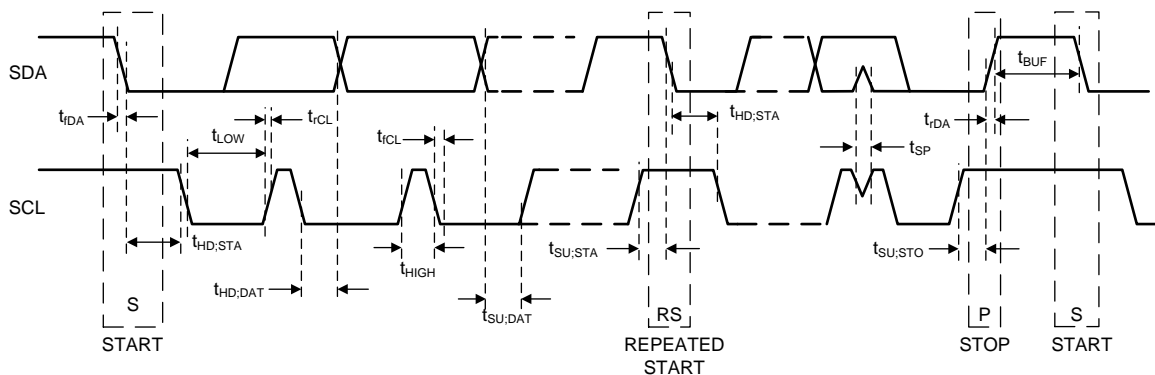 SDA
tfDA
tLOW
trCL
tfCL
tHD;STA
tSP
tBUF
trDA
SCL
tHD;STA
tHD;DAT
tHIGH
tSU;DAT
tSU;STA
tSU;STO
S
RS
P
S
START
REPEATED
START
STOP
START